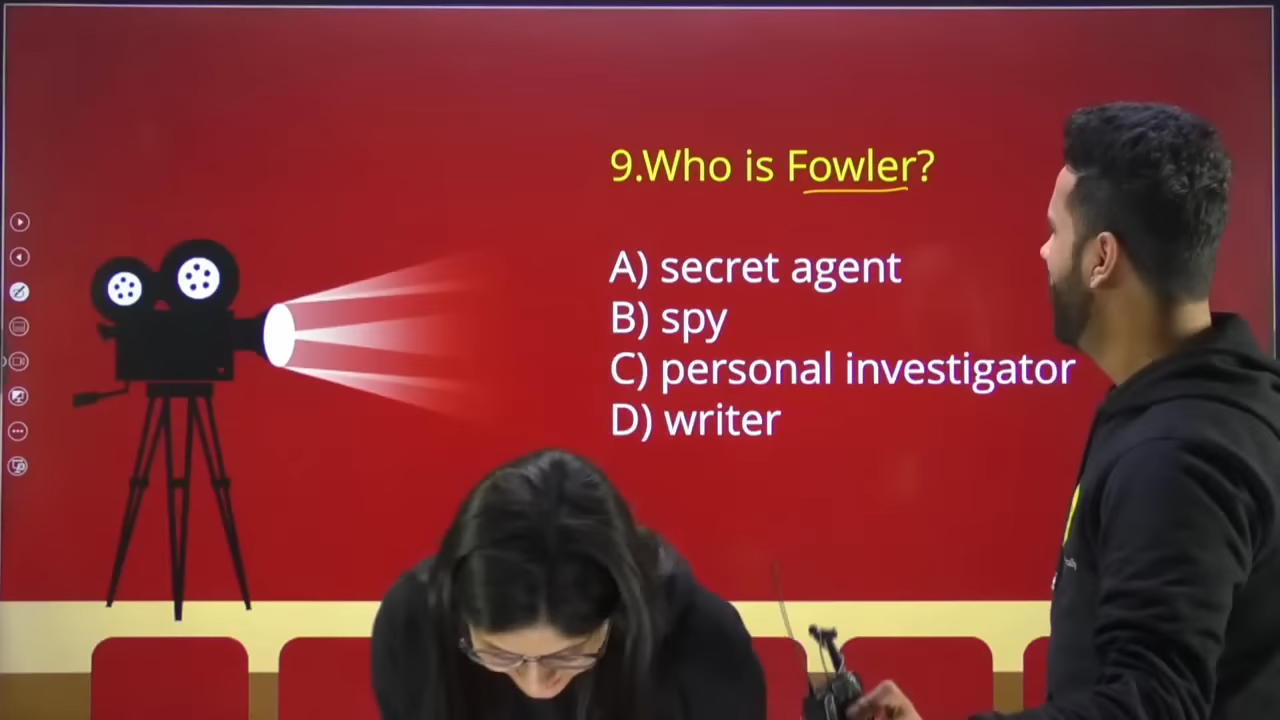 9.Who is Fowler?
A) secret agent
B) spy
C) personal investigator
D) writer